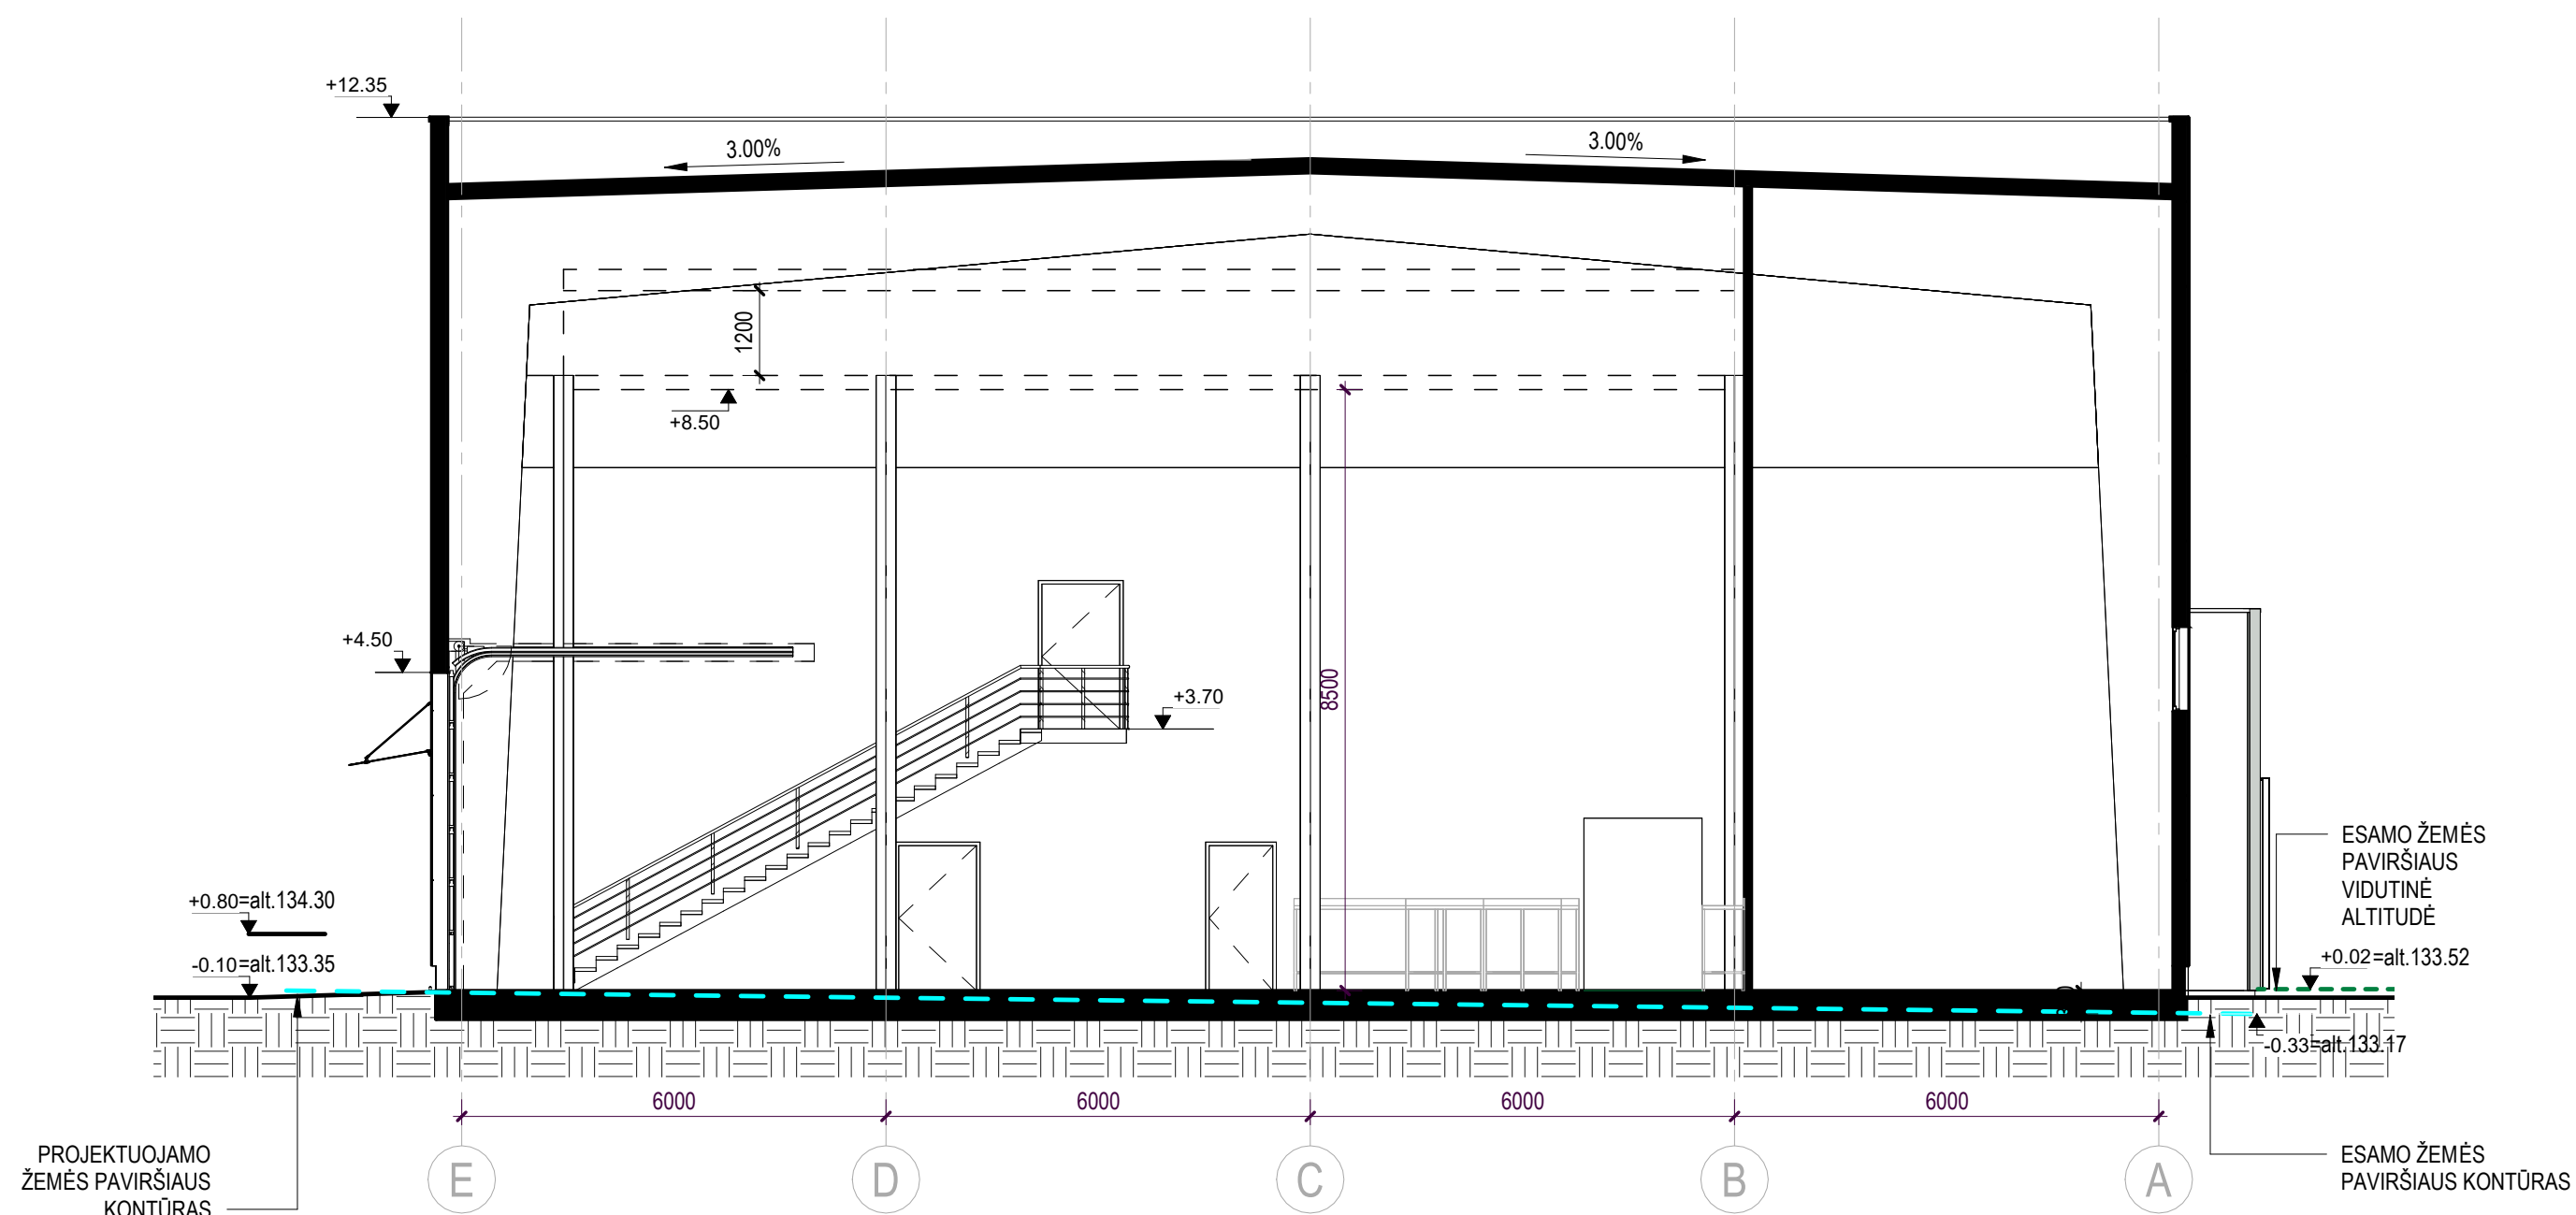 +12.35
3.00%
3.00%
1200
+8.50
+4.50
8500
+3.70
ESAMO ŽEMĖS
PAVIRŠIAUS
VIDUTINĖ
ALTITUDĖ
+0.80=alt.134.30
-0.10=alt.133.35
+0.02=alt.133.52
-0.33=alt.133.17
6000
6000
6000
6000
PROJEKTUOJAMO
ŽEMĖS PAVIRŠIAUS
KONTŪRAS
E
D
C
B
A
ESAMO ŽEMĖS
PAVIRŠIAUS KONTŪRAS